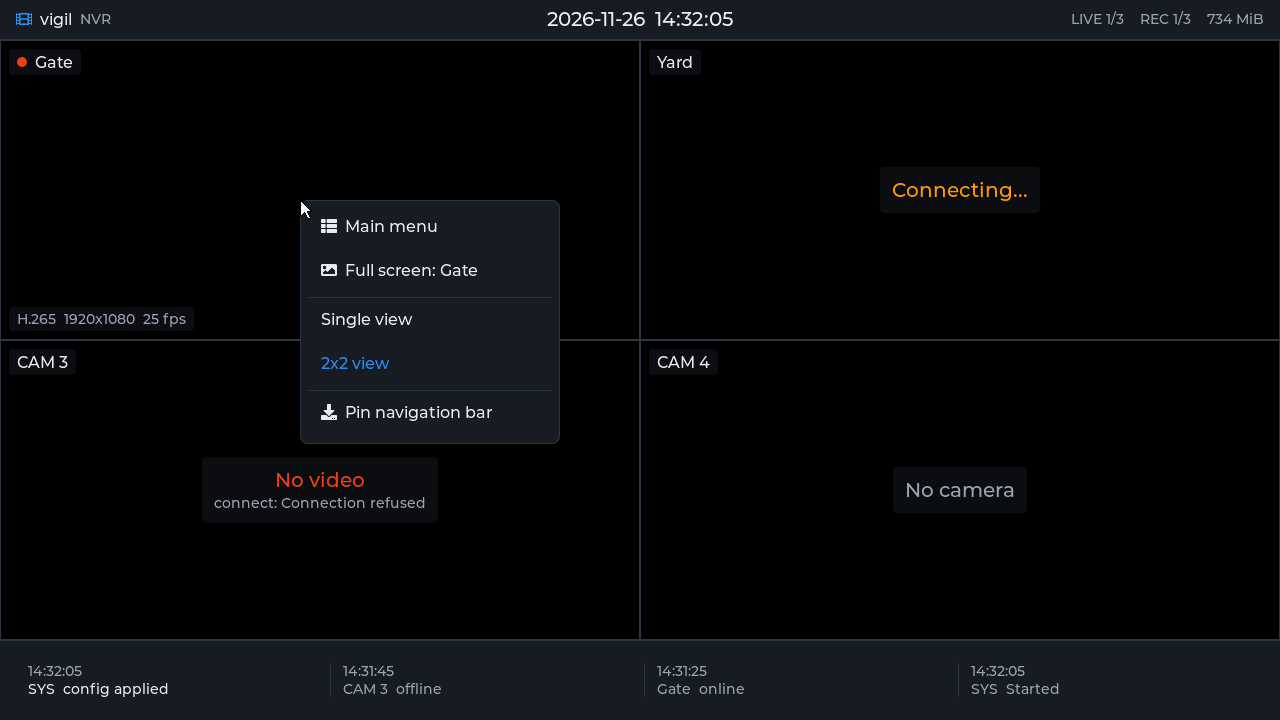 vigil NVR
2026-11-26 14:32:05
LIVE 1/3 REC 1/3 734 MiB
Gate
Yard
Connecting...
Main menu
Full screen: Gate
Single view
2x2 view
Pin navigation bar
H.265 1920x1080 25 fps
CAM 3
CAM 4
No video
connect: Connection refused
No camera
14:32:05
SYS config applied
14:31:45
CAM 3 offline
14:31:25
Gate online
14:32:05
SYS Started